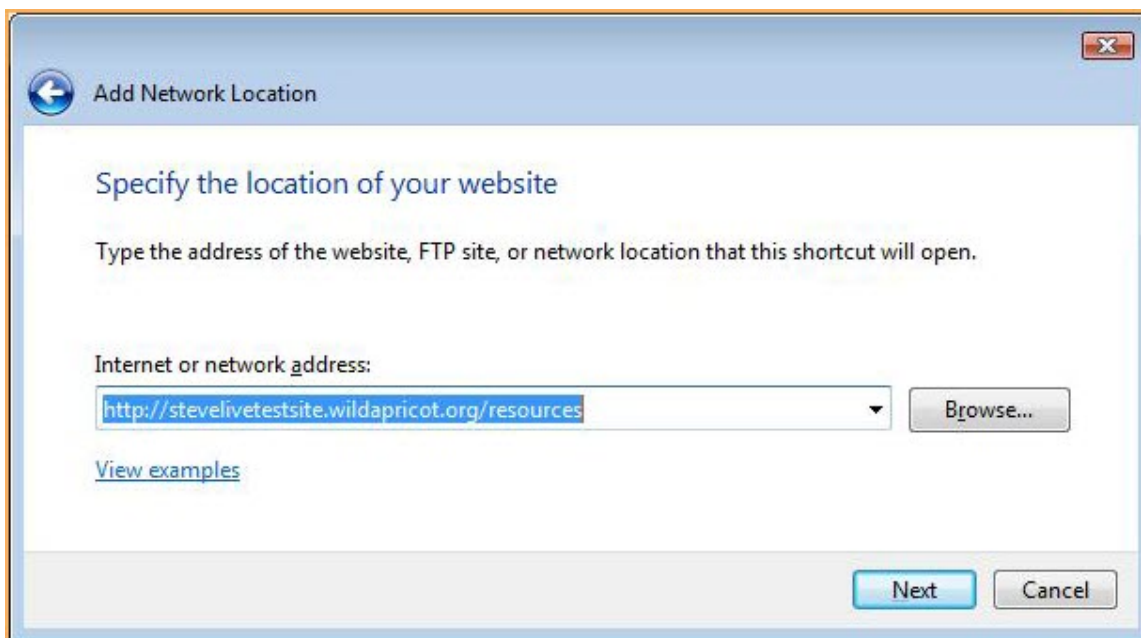 Add Network Location
Specify the location of your website
Type the address of the website, FTP site, or network location that this shortcut will open.
Internet or network address:
http://stevelivetestsite.wildapricot.org/resources
Browse...
View examples
Next
Cancel